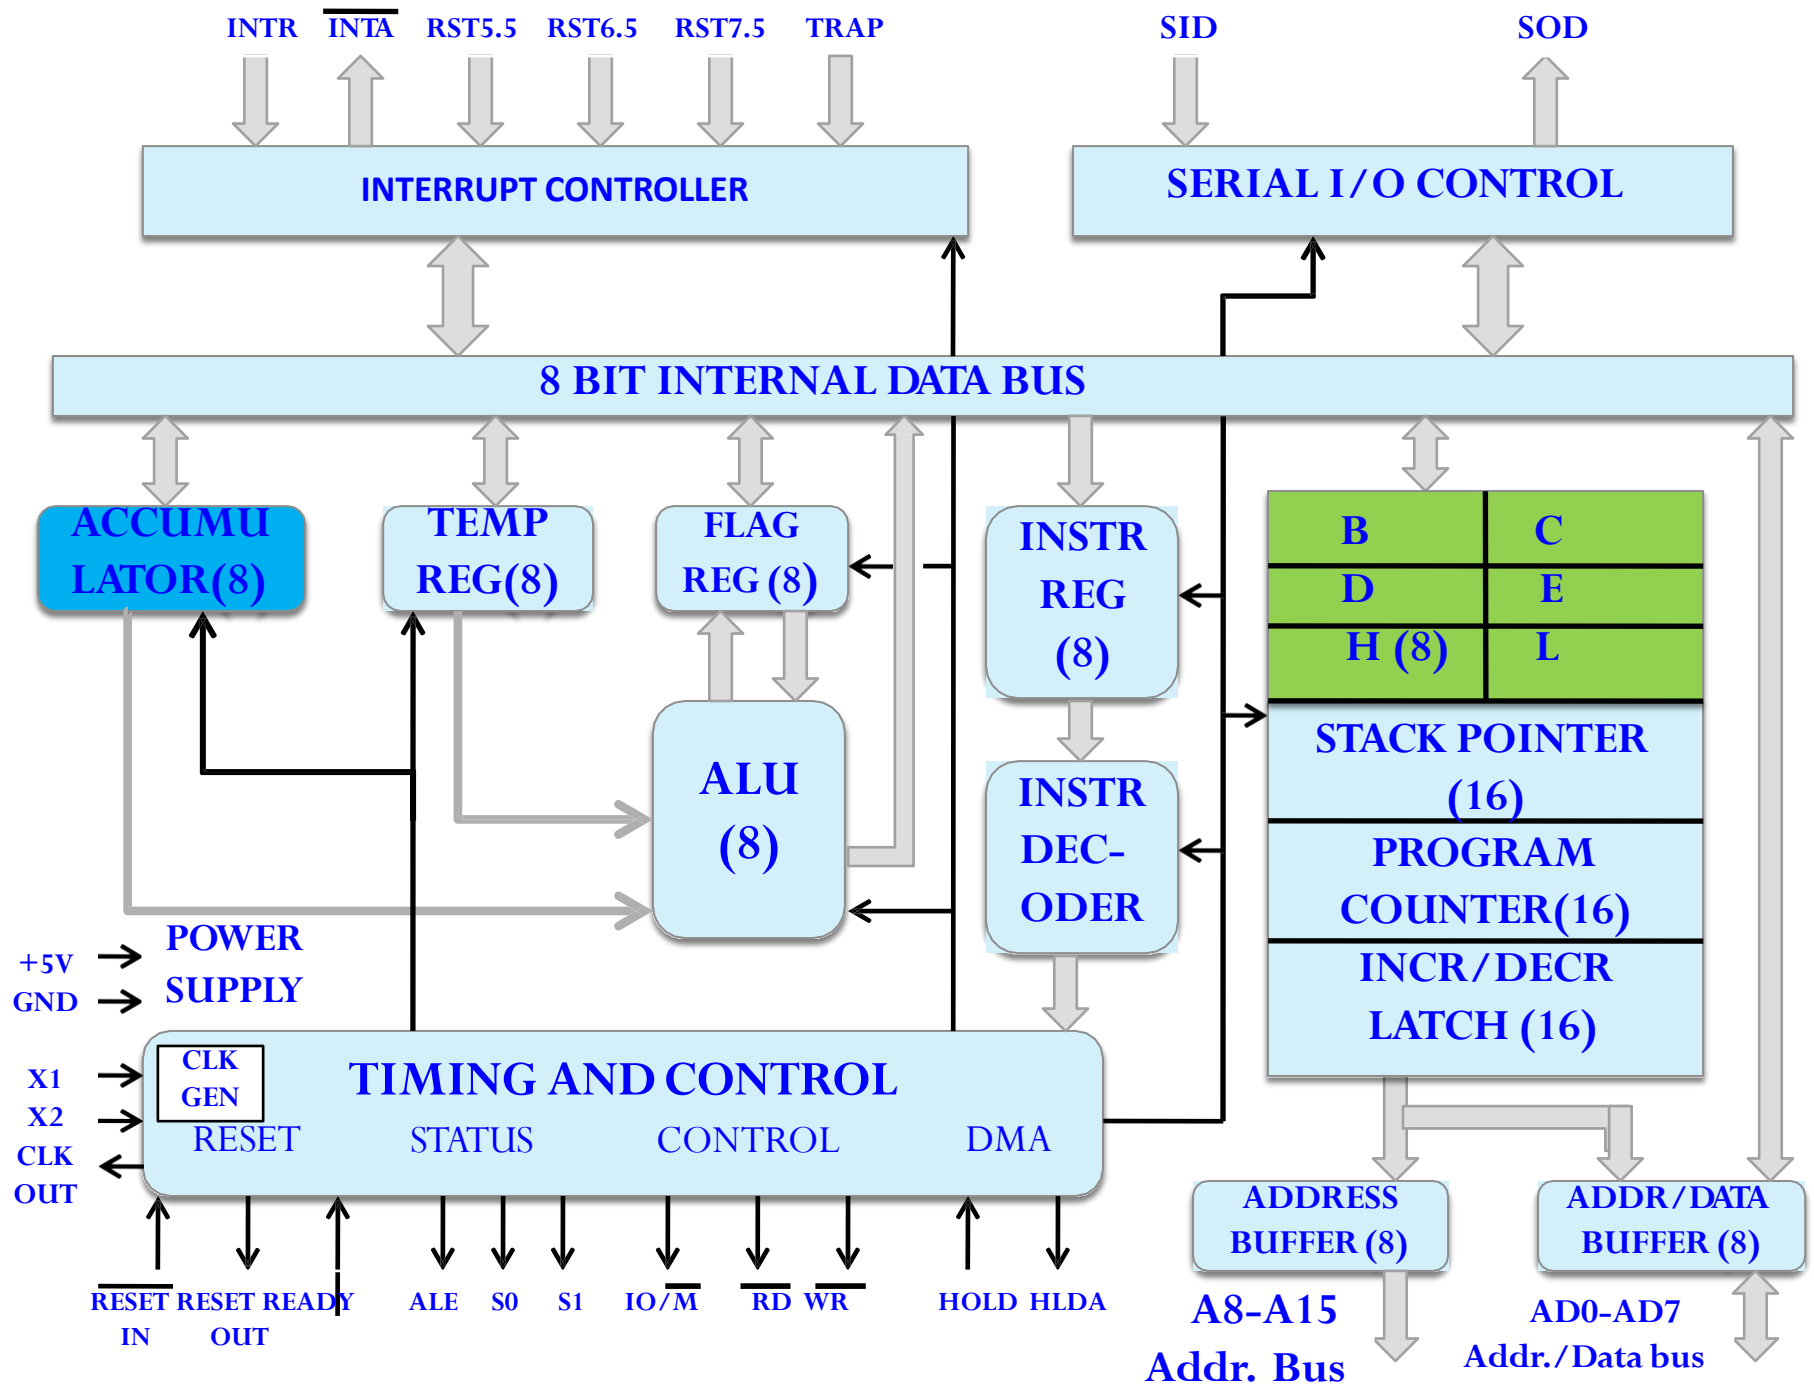 INTR INTA RST5.5 RST6.5 RST7.5 TRAP SID SOD
INTERRUPT CONTROLLER
SERIAL I/O CONTROL
8 BIT INTERNAL DATA BUS
ACCUMU
LATOR(8)
TEMP
REG(8)
FLAG
REG (8)
INSTR
REG
(8)
B C
D E
H (8) L
STACK POINTER
(16)
PROGRAM
COUNTER(16)
INCR/DECR
LATCH (16)
ALU
(8)
INSTR
DEC-
ODER
POWER
SUPPLY
+5V
GND
X1
X2
CLK
OUT
CLK
GEN
TIMING AND CONTROL
RESET STATUS CONTROL DMA
RESET IN
RESET OUT
READY
ALE S0 S1 IO/M RD WR HOLD HLDA
ADDRESS
BUFFER (8)
ADDR/DATA
BUFFER (8)
A8-A15
Addr. Bus
AD0-AD7
Addr./Data bus